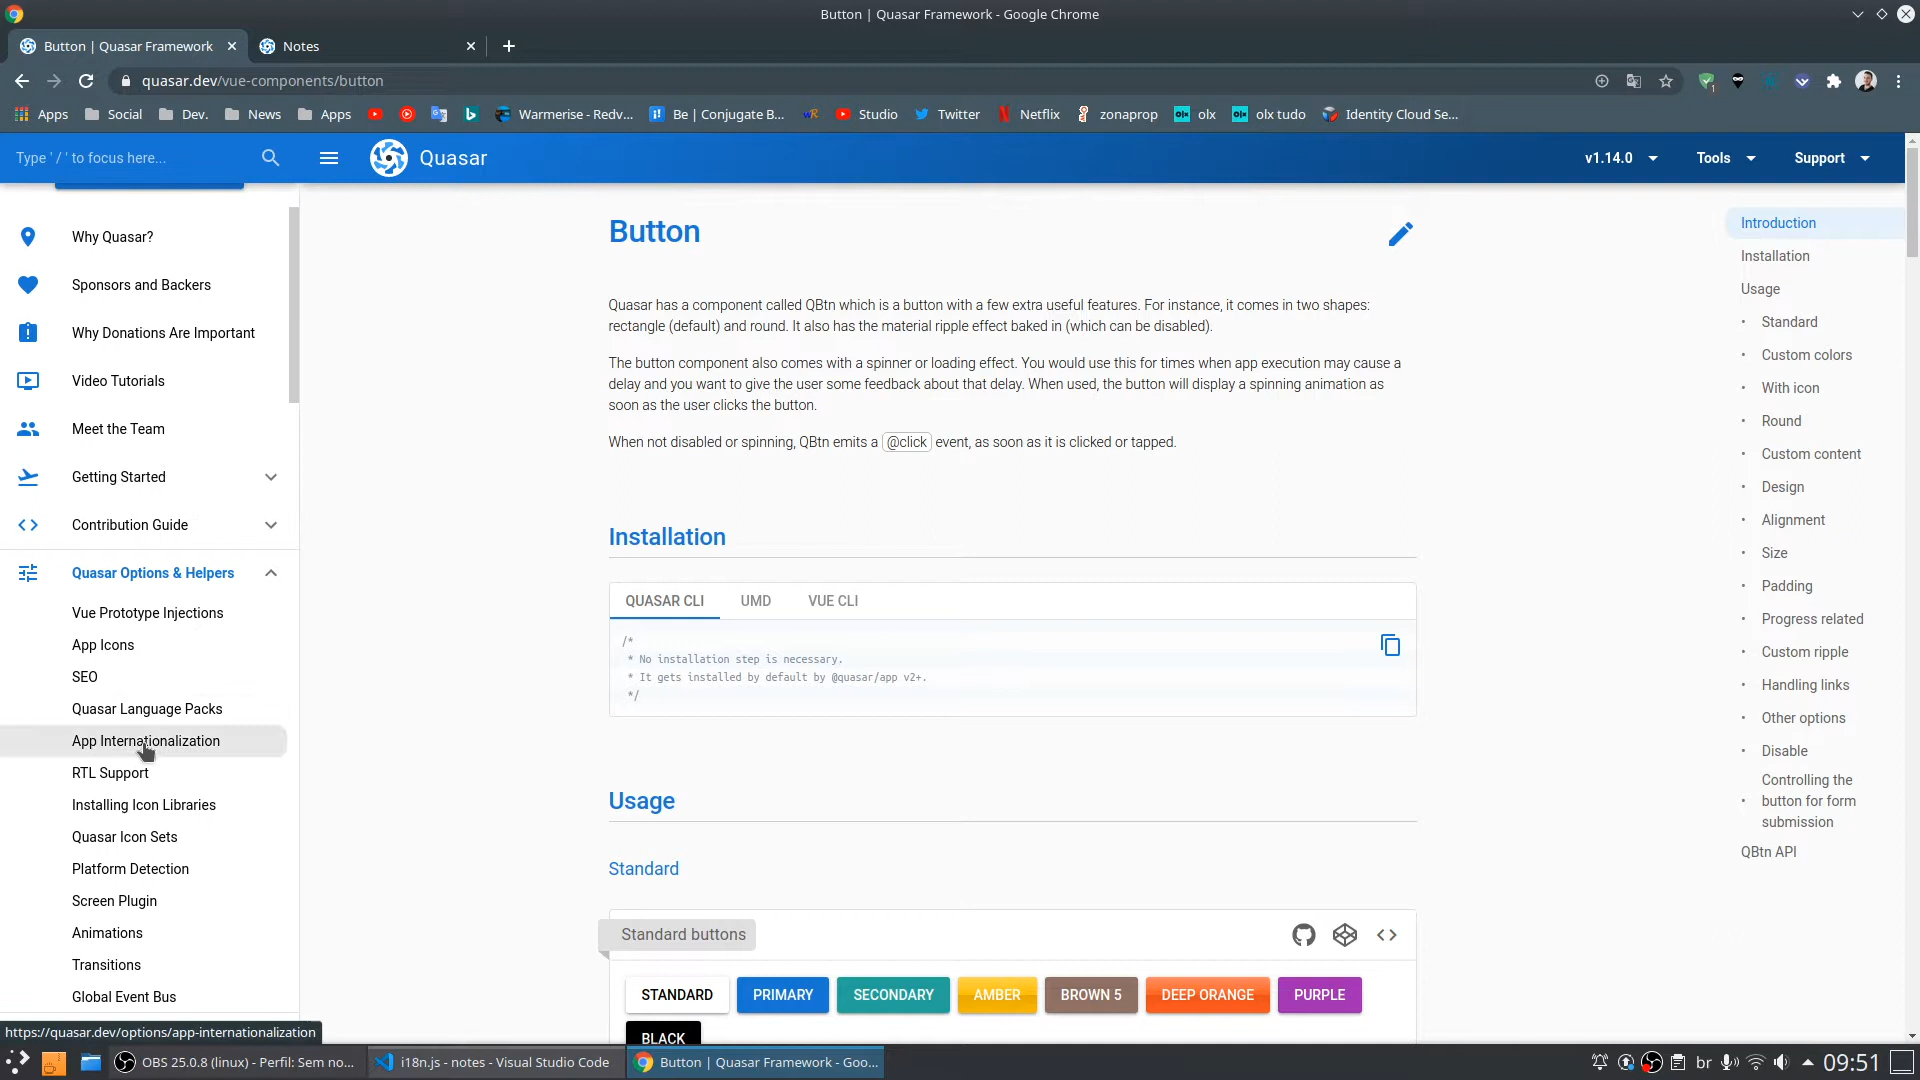 Button | Quasar Framework - Google Chrome
Button | Quasar Framework
Notes
quasar.dev/vue-components/button
Apps
Social
Dev.
News
Apps
Warmerise - Redv...
Be | Conjugate B...
wR
Studio
Twitter
Netflix
zonaprop
olx
olx tudo
Identity Cloud Se...
Type ' / ' to focus here...
Quasar
v1.14.0
Tools
Support
Why Quasar?
Sponsors and Backers
Why Donations Are Important
Video Tutorials
Meet the Team
Getting Started
Contribution Guide
Quasar Options & Helpers
Vue Prototype Injections
App Icons
SEO
Quasar Language Packs
App Internationalization
RTL Support
Installing Icon Libraries
Quasar Icon Sets
Platform Detection
Screen Plugin
Animations
Transitions
Global Event Bus
https://quasar.dev/options/app-internationalization
Button
Quasar has a component called QBtn which is a button with a few extra useful features. For instance, it comes in two shapes:
rectangle (default) and round. It also has the material ripple effect baked in (which can be disabled).
The button component also comes with a spinner or loading effect. You would use this for times when app execution may cause a
delay and you want to give the user some feedback about that delay. When used, the button will display a spinning animation as
soon as the user clicks the button.
When not disabled or spinning, QBtn emits a @click event, as soon as it is clicked or tapped.
Installation
QUASAR CLI
UMD
VUE CLI
/*
* No installation step is necessary.
* It gets installed by default by @quasar/app v2+.
*/
Usage
Standard
Standard buttons
STANDARD
PRIMARY
SECONDARY
AMBER
BROWN 5
DEEP ORANGE
PURPLE
BLACK
Introduction
Installation
Usage
• Standard
• Custom colors
• With icon
• Round
• Custom content
• Design
• Alignment
• Size
• Padding
• Progress related
• Custom ripple
• Handling links
• Other options
• Disable
Controlling the
• button for form
submission
QBtn API
OBS 25.0.8 (linux) - Perfil: Sem no...
i18n.js - notes - Visual Studio Code
Button | Quasar Framework - Goo...
br
09:51